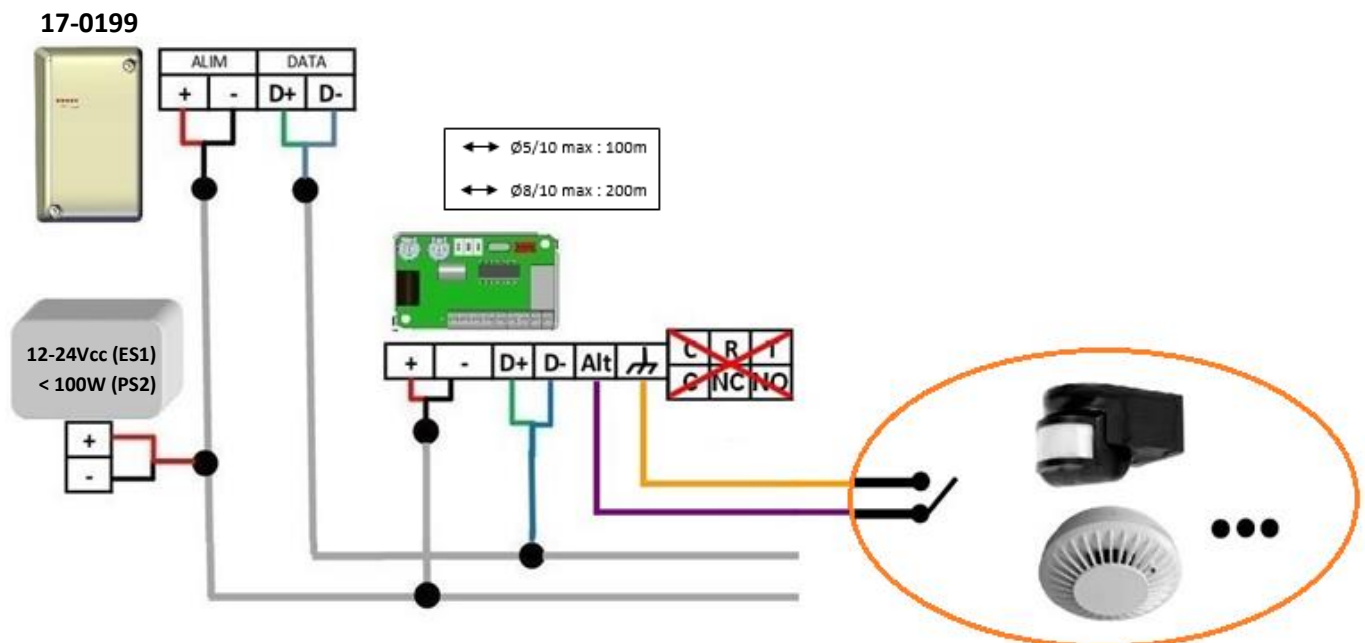 17-0199
ALIM DATA
+ - D+ D-
↔ Ø5/10 max : 100m
↔ Ø8/10 max : 200m
12-24Vcc (ES1)
< 100W (PS2)
+
-
+ - D+ D- Alt
C R T
C NC NO